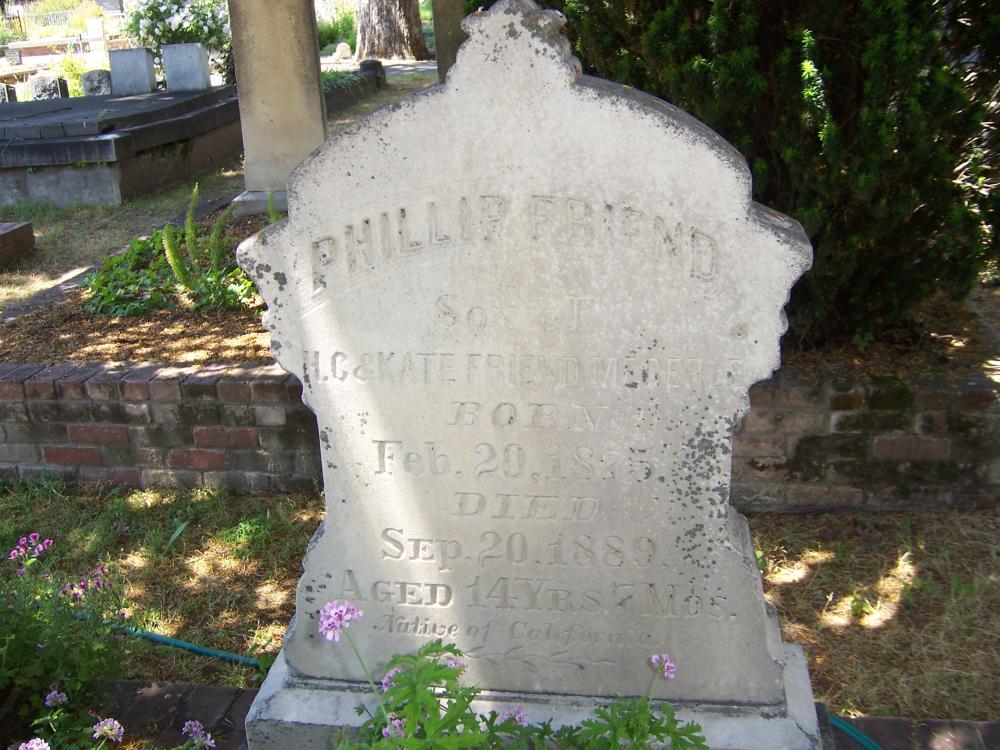 PHILLIP FRIEND
Son of
H.C & KATE FRIEND MEGERLE
BORN
Feb. 20, 1875
DIED
Sep. 20. 1889.
AGED 14 YRS 7 MOS.
Native of California